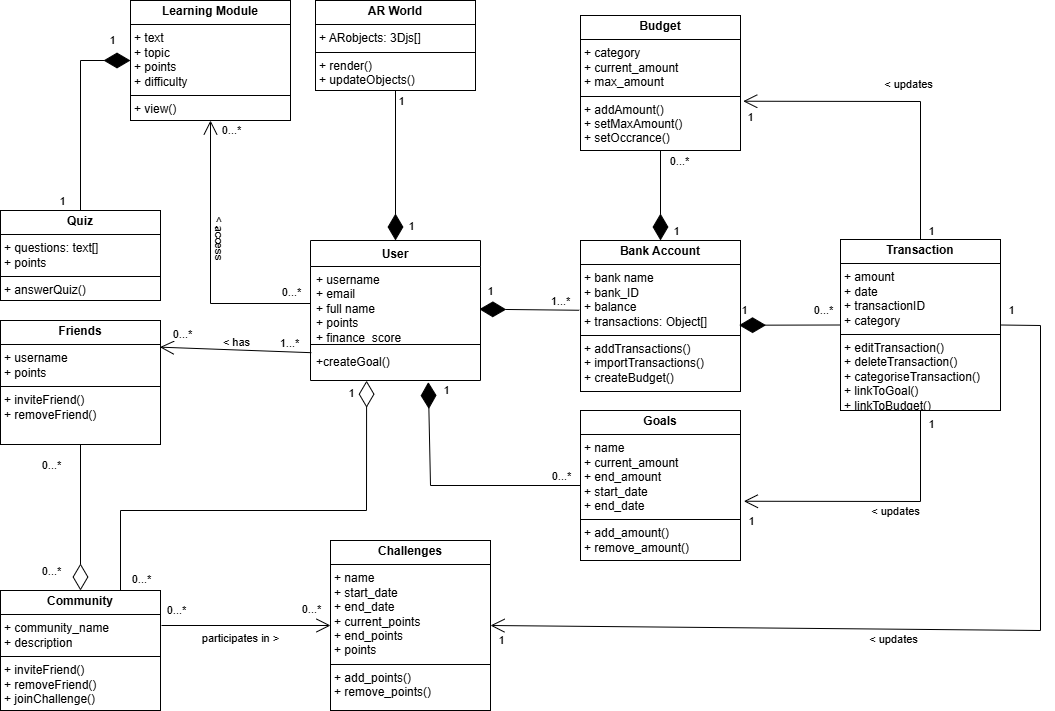 Learning Module
+ text
+ topic
+ points
+ difficulty
+ view()
AR World
+ ARobjects: 3Djs[]
+ render()
+ updateObjects()
Budget
+ category
+ current_amount
+ max_amount
+ addAmount()
+ setMaxAmount()
+ setOccrance()
1
1
0...*
1
0...*
1
< updates
1
< access
1
1
1
Quiz
+ questions: text[]
+ points
+ answerQuiz()
User
+ username
+ email
+ full name
+ points
+ finance_score
+createGoal()
Bank Account
+ bank name
+ bank_ID
+ balance
+ transactions: Object[]
+ addTransactions()
+ importTransactions()
+ createBudget()
Transaction
+ amount
+ date
+ transactionID
+ category
+ editTransaction()
+ deleteTransaction()
+ categoriseTransaction()
+ linkToGoal()
+ linkToBudget()
0...*
1
1...*
1
0...*
1
Friends
+ username
+ points
+ inviteFriend()
+ removeFriend()
0...*
< has
1...*
1
1
0...*
1
Goals
+ name
+ current_amount
+ end_amount
+ start_date
+ end_date
+ add_amount()
+ remove_amount()
1
< updates
0...*
0...*
0...*
Community
+ community_name
+ description
+ inviteFriend()
+ removeFriend()
+ joinChallenge()
0...*
participates in >
0...*
Challenges
+ name
+ start_date
+ end_date
+ current_points
+ end_points
+ points
+ add_points()
+ remove_points()
1
< updates